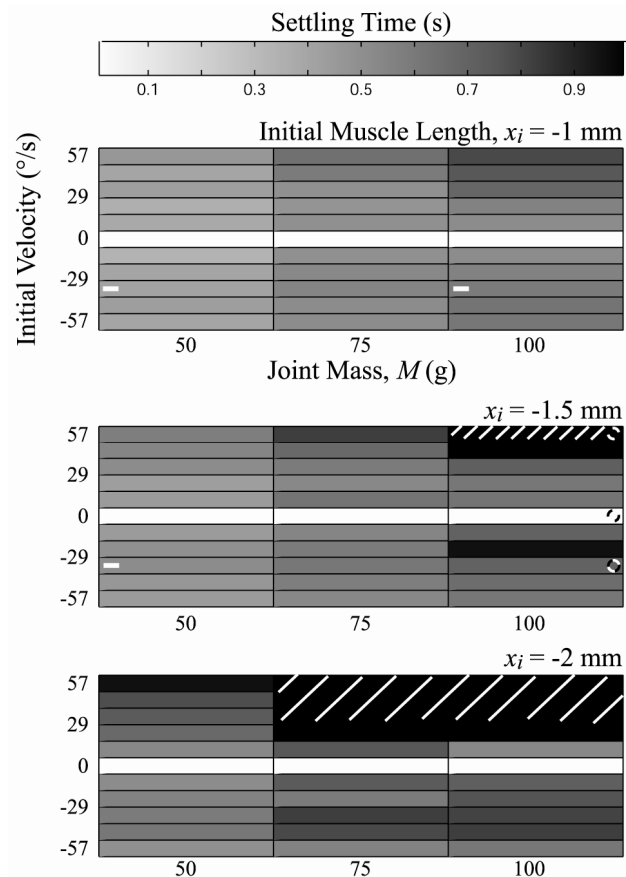 Settling Time (s)
0.1 0.3 0.5 0.7 0.9
Initial Muscle Length, xi = -1 mm
Initial Velocity (°/s)
57
29
0
-29
-57
50 75 100
Joint Mass, M (g)
xi = -1.5 mm
57
29
0
-29
-57
50 75 100
xi = -2 mm
57
29
0
-29
-57
50 75 100